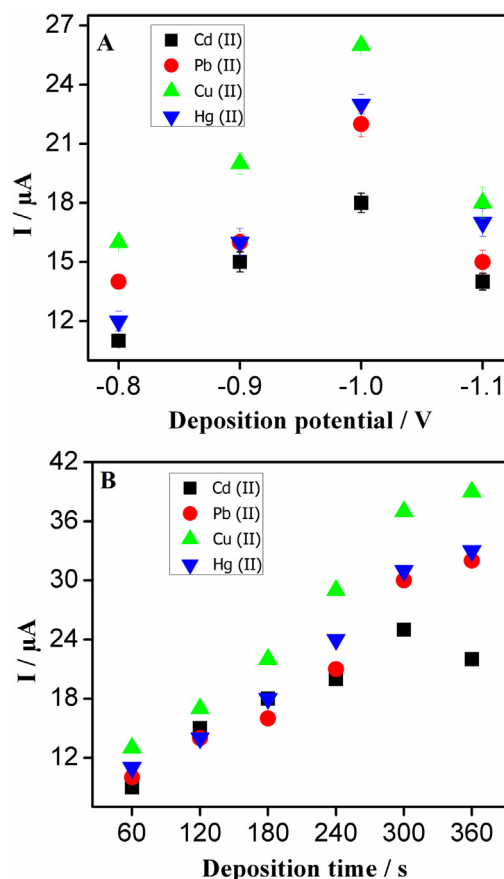 A
Cd (II)
Pb (II)
Cu (II)
Hg (II)
27
24
21
18
15
12
I / µA
-0.8 -0.9 -1.0 -1.1
Deposition potential / V
B
Cd (II)
Pb (II)
Cu (II)
Hg (II)
42
36
30
24
18
12
I / µA
60 120 180 240 300 360
Deposition time / s